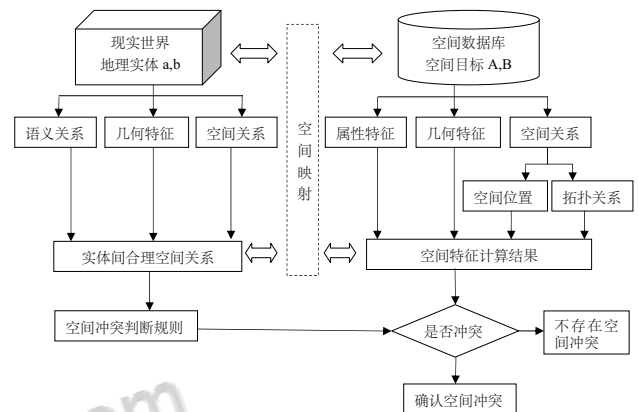 现实世界
地理实体 a,b
空间数据库
空间目标 A,B
语义关系
几何特征
空间关系
空
间
映
射
属性特征
几何特征
空间关系
空间位置
拓扑关系
实体间合理空间关系
空间特征计算结果
空间冲突判断规则
是否冲突
不存在空
间冲突
确认空间冲突